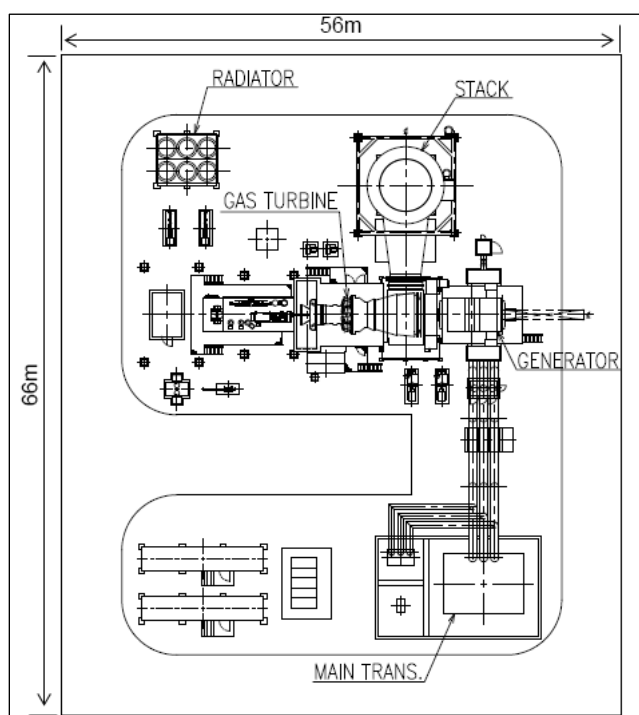 56m
RADIATOR
STACK
GAS TURBINE
GENERATOR
66m
MAIN TRANS.